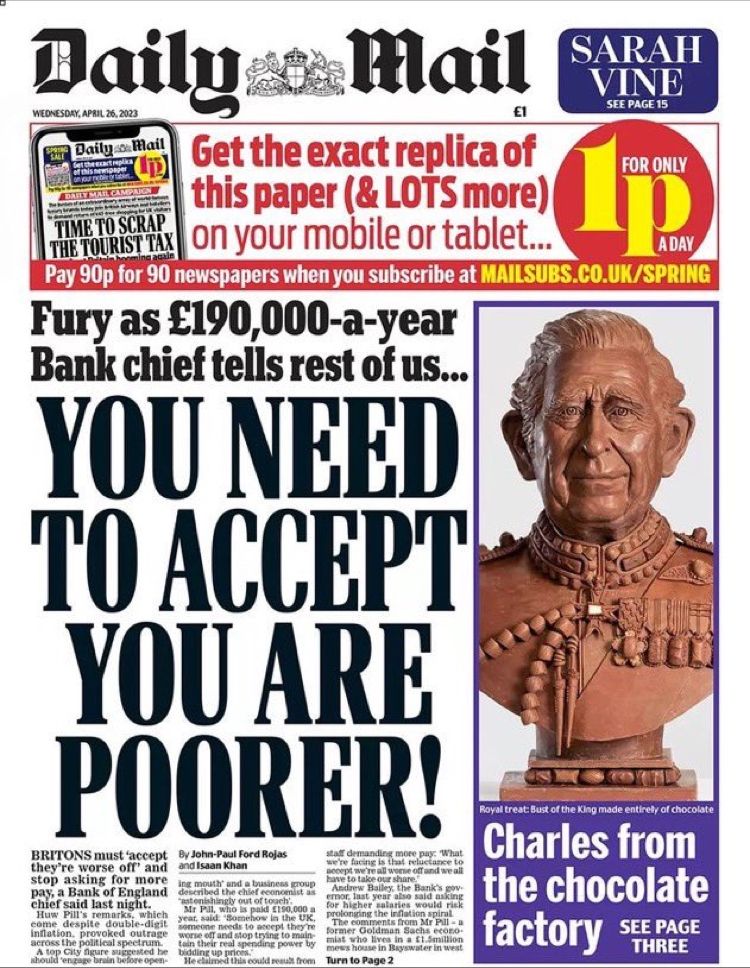 Daily Mail
SARAH
VINE
SEE PAGE 15
WEDNESDAY, APRIL 26, 2023
£1
SPRING
SALE
Daily Mail
Get the exact replica
of this newspaper
on your mobile or tablet...
1p
DAILY MAIL CAMPAIGN
TIME TO SCRAP
THE TOURIST TAX
Get the exact replica of
this paper (& LOTS more)
on your mobile or tablet...
FOR ONLY
1p
A DAY
Pay 90p for 90 newspapers when you subscribe at MAILSUBS.CO.UK/SPRING
Fury as £190,000-a-year
Bank chief tells rest of us...
YOU NEED
TO ACCEPT
YOU ARE
POORER!
BRITONS must ‘accept
they’re worse off’ and
stop asking for more
pay, a Bank of England
chief said last night.
Huw Pill’s remarks, which
come despite double-digit
inflation, provoked outrage
across the political spectrum.
A top City figure suggested he
should ‘engage brain before open-
By John-Paul Ford Rojas
and Isaan Khan
ing mouth’ and a business group
described the chief economist as
‘astonishingly out of touch’.
Mr Pill, who is paid £190,000 a
year, said: ‘Somehow in the UK,
someone needs to accept they’re
worse off and stop trying to main-
tain their real spending power by
bidding up prices.’
He claimed this could result from
staff demanding more pay: ‘What
we’re facing is that reluctance to
accept we’re all worse off and we all
have to take our share.’
Andrew Bailey, the Bank’s gov-
ernor, last year also said asking
for higher salaries would risk
prolonging the inflation spiral.
The comments from Mr Pill – a
former Goldman Sachs econo-
mist who lives in a £1.5million
mews house in Bayswater in west
Turn to Page 2
Royal treat: Bust of the King made entirely of chocolate
Charles from
the chocolate
factory SEE PAGE
THREE